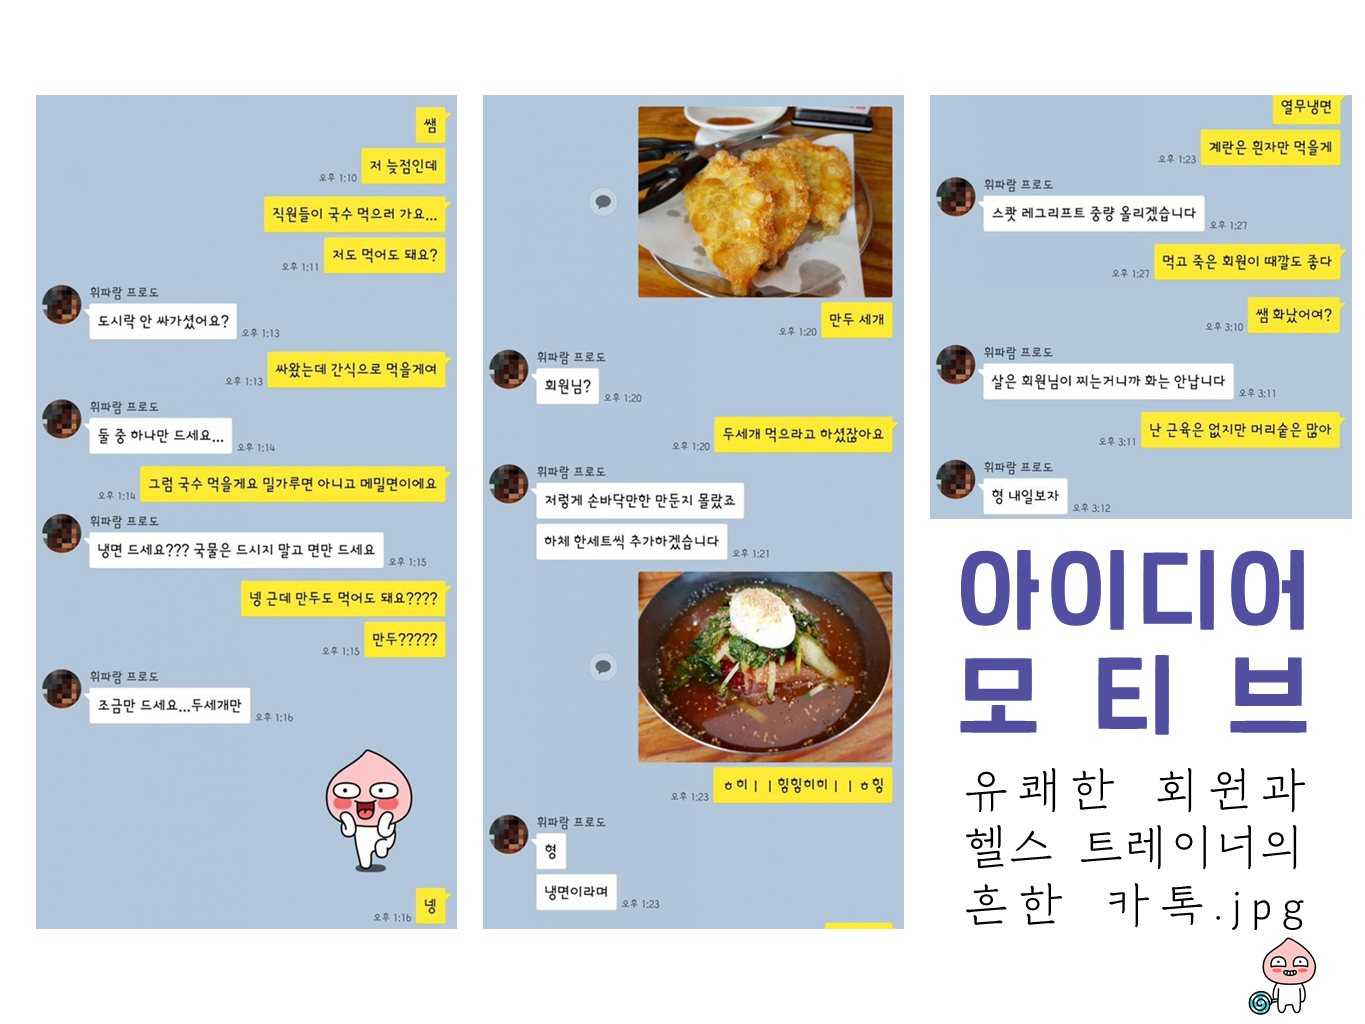 쌤
저 늦점인데
오후 1:10
직원들이 국수 먹으러 가요...
저도 먹어도 돼요?
오후 1:11
휘파람 프로도
도시락 안 싸가셨어요?
오후 1:13
싸왔는데 간식으로 먹을게여
오후 1:13
휘파람 프로도
둘 중 하나만 드세요...
오후 1:14
그럼 국수 먹을게요 밀가루면 아니고 메밀면이에요
오후 1:14
휘파람 프로도
냉면 드세요??? 국물은 드시지 말고 면만 드세요
오후 1:15
넹 근데 만두도 먹어도 돼요????
만두?????
오후 1:15
휘파람 프로도
조금만 드세요...두세개만
오후 1:16
넹
오후 1:16
만두 세개
오후 1:20
휘파람 프로도
회원님?
오후 1:20
두세개 먹으라고 하셨잖아요
오후 1:20
휘파람 프로도
저렇게 손바닥만한 만둔지 몰랐죠
하체 한세트씩 추가하겠습니다
오후 1:21
ㅎ히ㅣㅣ힝힝히히ㅣㅣㅎ힝
오후 1:23
휘파람 프로도
형
냉면이라며
오후 1:23
열무냉면
계란은 흰자만 먹을게
오후 1:23
휘파람 프로도
스쾃 레그리프트 중량 올리겠습니다
오후 1:27
먹고 죽은 회원이 때깔도 좋다
오후 1:27
쌤 화났어여?
오후 3:10
휘파람 프로도
살은 회원님이 찌는거니까 화는 안납니다
오후 3:11
난 근육은 없지만 머리숱은 많아
오후 3:11
휘파람 프로도
형 내일보자
오후 3:12
아이디어
모티브
유쾌한 회원과
헬스 트레이너의
흔한 카톡.jpg